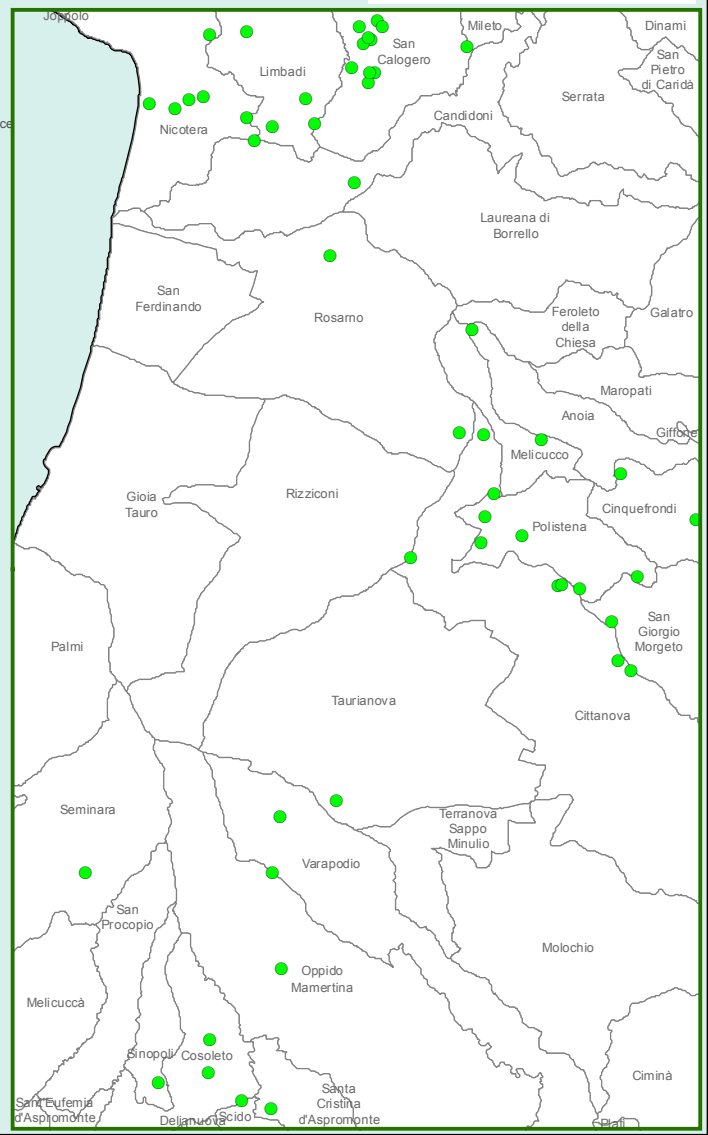 Joppolo
Mileto
Dinami
San
Calogero
San
Pietro
di Caridà
Limbadi
Serrata
Candidoni
ce
Nicotera
Laureana di
Borrello
San
Ferdinando
Rosarno
Feroleto
della
Chiesa
Galatro
Maropati
Anoia
Giffone
Melicucco
Gioia
Tauro
Rizziconi
Cinquefrondi
Polistena
San
Giorgio
Morgeto
Palmi
Taurianova
Cittanova
Seminara
Terranova
Sappo
Minulio
Varapodio
San
Procopio
Molochio
Oppido
Mamertina
Melicuccà
Sinopoli
Cosoleto
Ciminà
Sant'Eufemia
d'Aspromonte
Santa
Cristina
d'Aspromonte
Delianuova
Scido
Platì